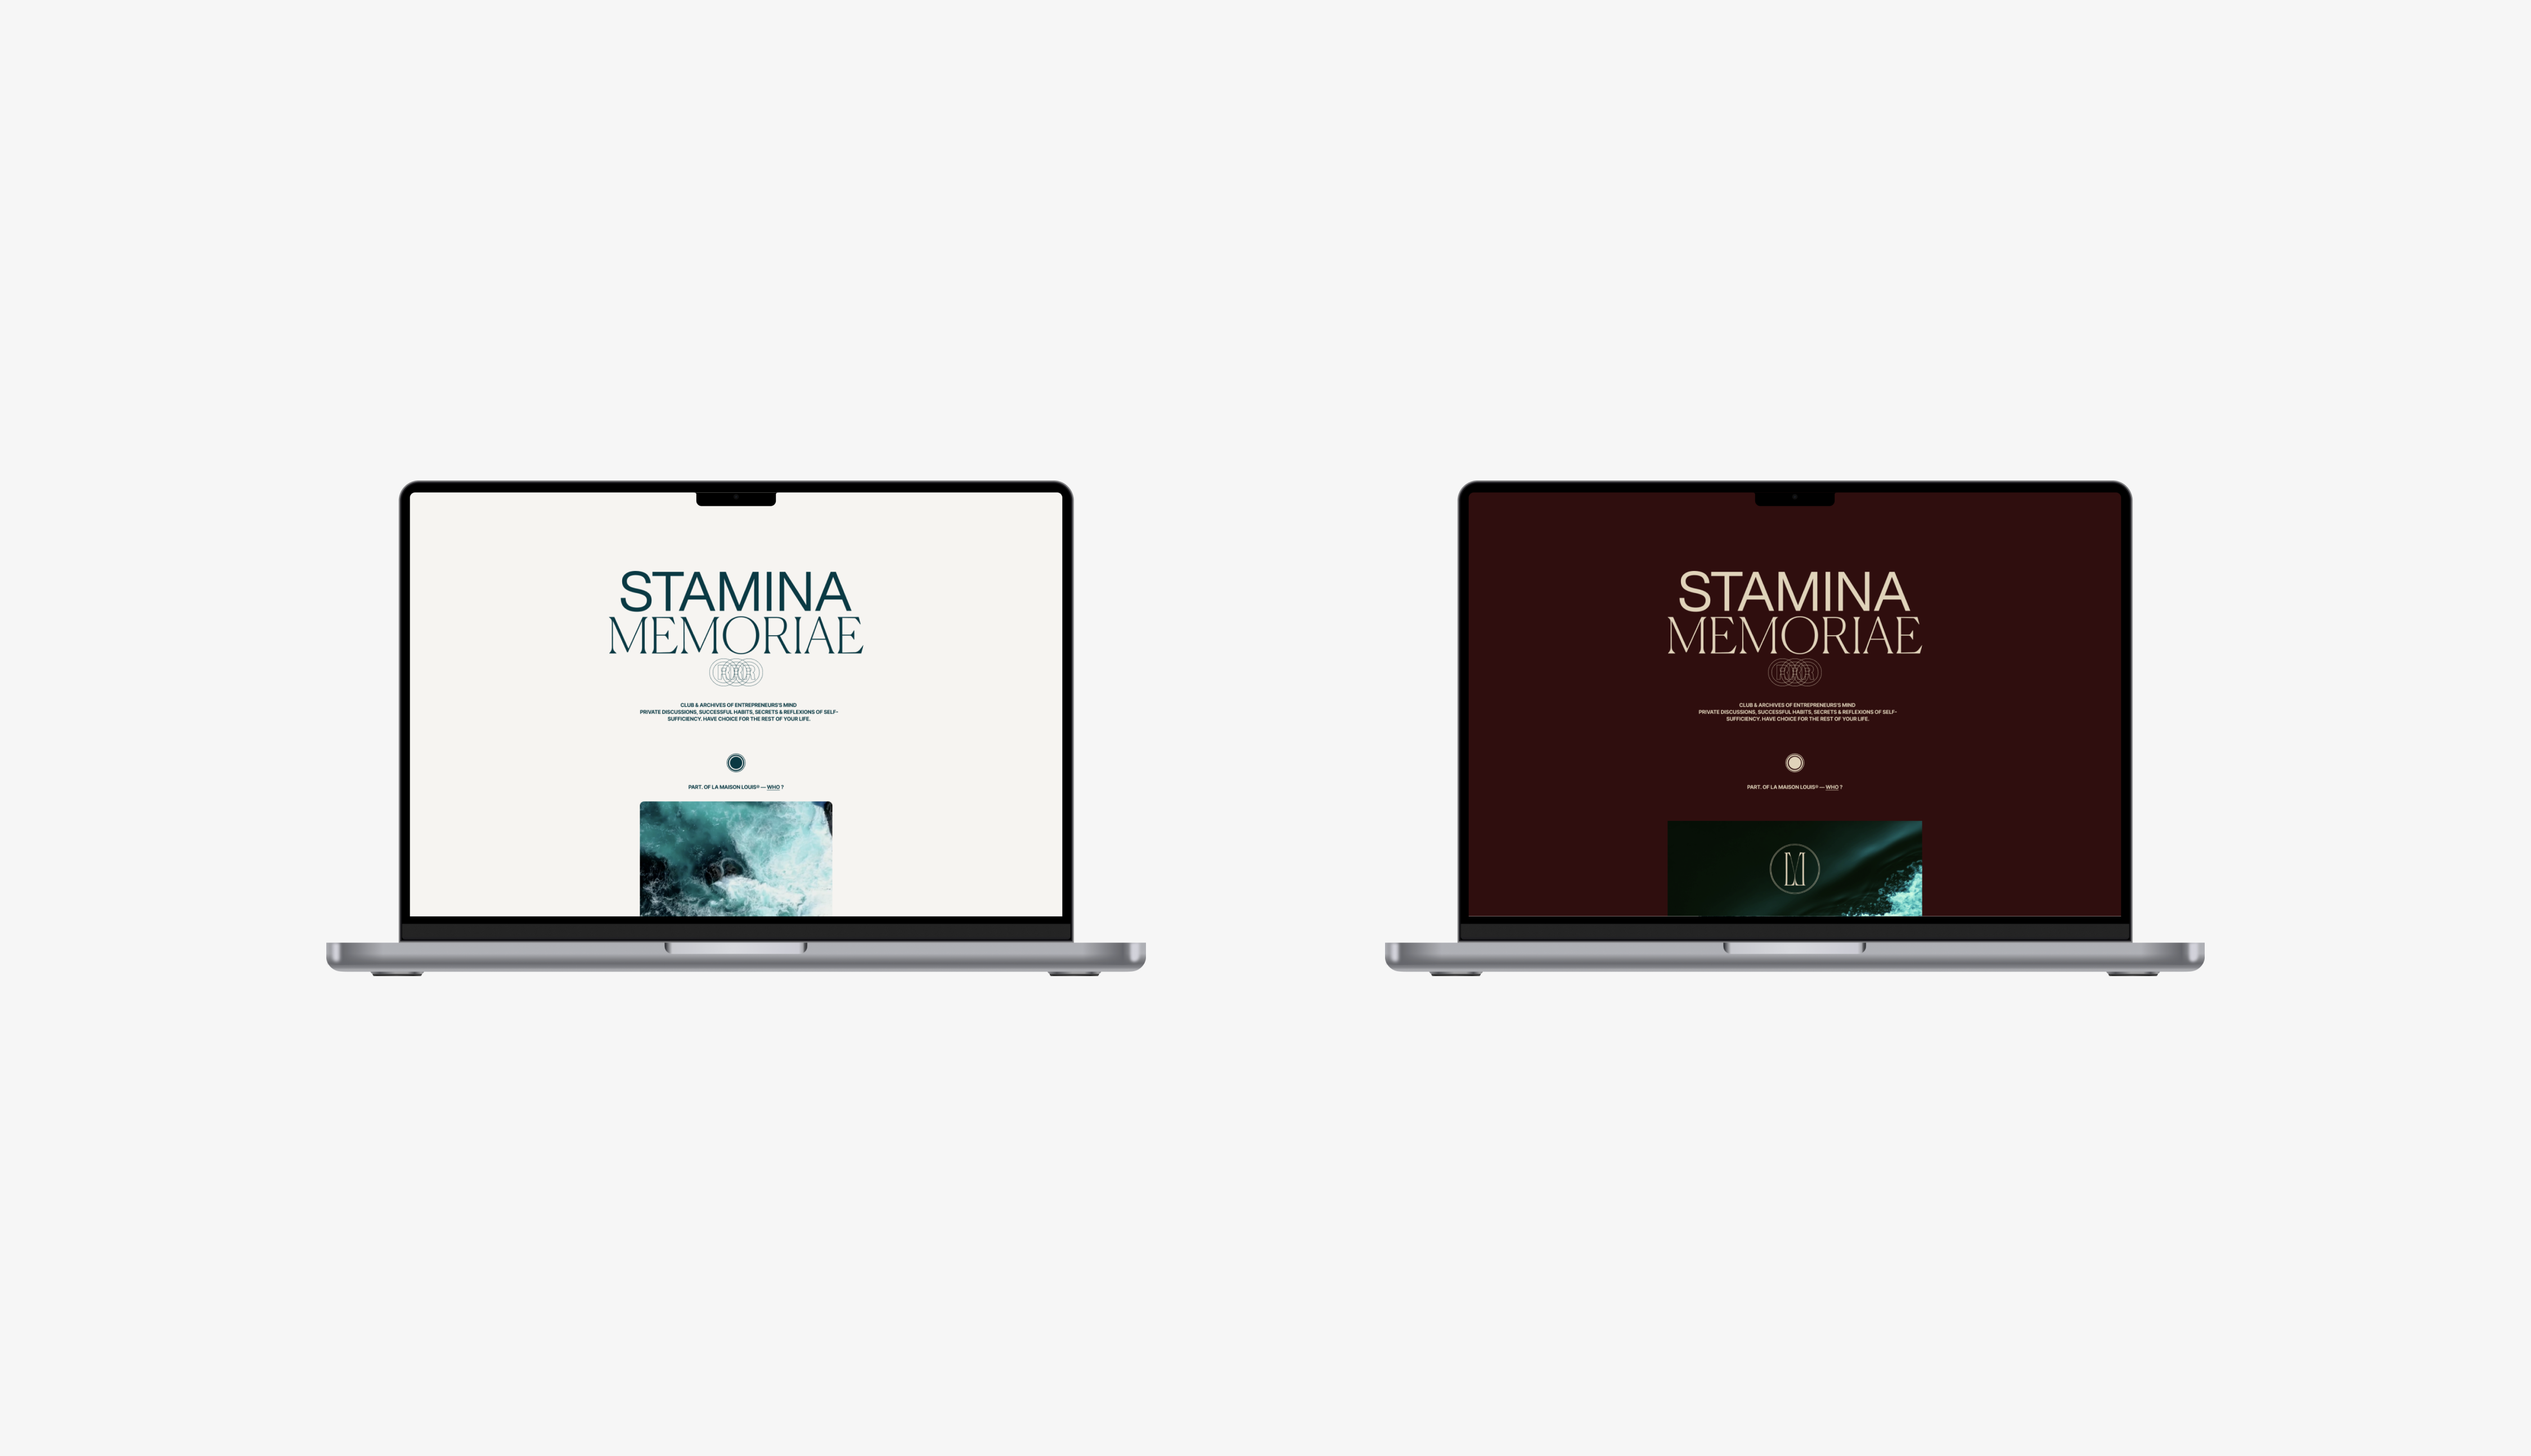 STAMINA
MEMORIAE
RRR
CLUB & ARCHIVES OF ENTREPRENEURS'S MIND
PRIVATE DISCUSSIONS, SUCCESSFUL HABITS, SECRETS & REFLEXIONS OF SELF-
SUFFICIENCY. HAVE CHOICE FOR THE REST OF YOUR LIFE.
PART. OF LA MAISON LOUIS® — WHO ?
STAMINA
MEMORIAE
RRR
CLUB & ARCHIVES OF ENTREPRENEURS'S MIND
PRIVATE DISCUSSIONS, SUCCESSFUL HABITS, SECRETS & REFLEXIONS OF SELF-
SUFFICIENCY. HAVE CHOICE FOR THE REST OF YOUR LIFE.
PART. OF LA MAISON LOUIS® — WHO ?